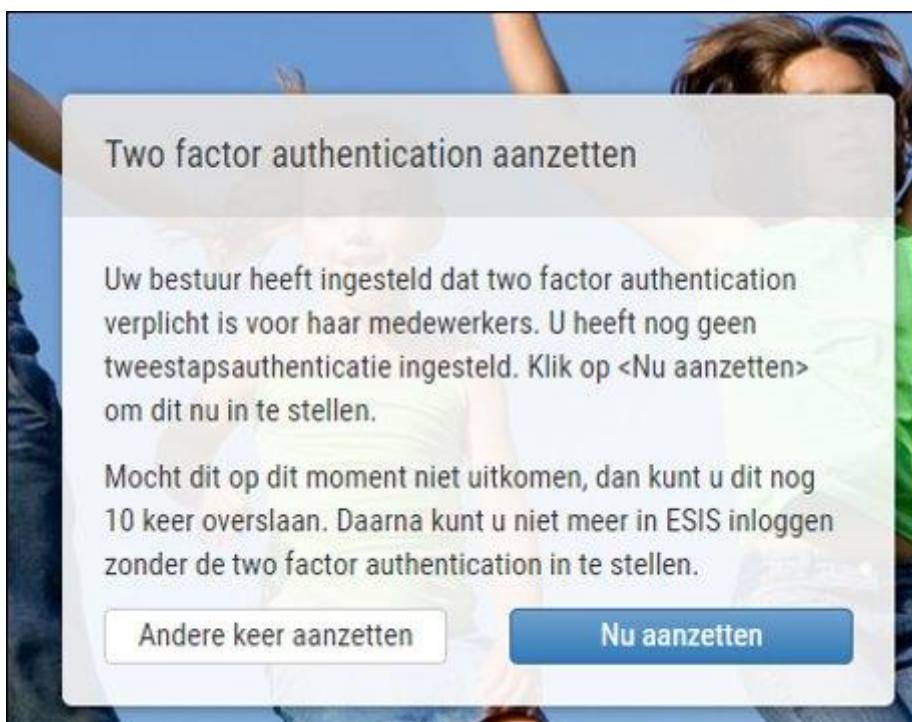 Two factor authentication aanzetten
Uw bestuur heeft ingesteld dat two factor authentication
verplicht is voor haar medewerkers. U heeft nog geen
tweestapsauthenticatie ingesteld. Klik op <Nu aanzetten>
om dit nu in te stellen.
Mocht dit op dit moment niet uitkomen, dan kunt u dit nog
10 keer overslaan. Daarna kunt u niet meer in ESIS inloggen
zonder de two factor authentication in te stellen.
Andere keer aanzetten
Nu aanzetten